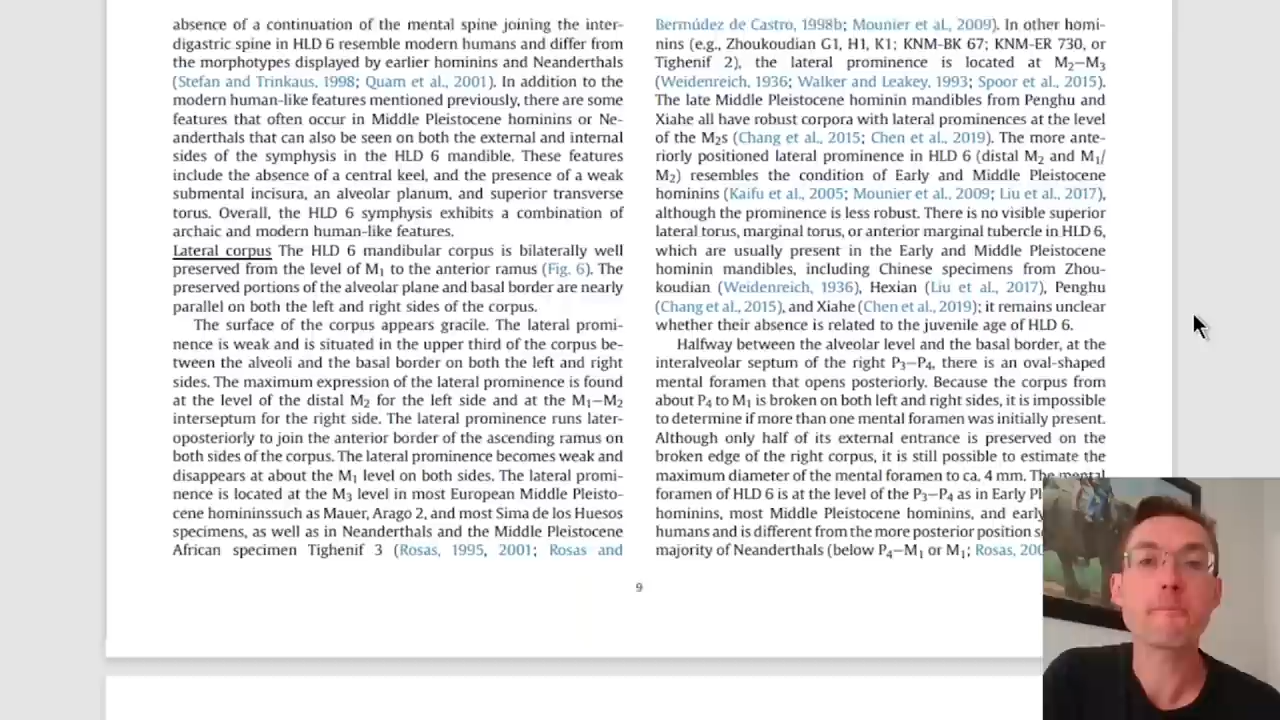 absence of a continuation of the mental spine joining the inter-
digastric spine in HLD 6 resemble modern humans and differ from
the morphotypes displayed by earlier hominins and Neanderthals
(Stefan and Trinkaus, 1998; Quam et al., 2001). In addition to the
modern human-like features mentioned previously, there are some
features that often occur in Middle Pleistocene hominins or Ne-
anderthals that can also be seen on both the external and internal
sides of the symphysis in the HLD 6 mandible. These features
include the absence of a central keel, and the presence of a weak
submental incisura, an alveolar planum, and superior transverse
torus. Overall, the HLD 6 symphysis exhibits a combination of
archaic and modern human-like features.
Lateral corpus The HLD 6 mandibular corpus is bilaterally well
preserved from the level of M1 to the anterior ramus (Fig. 6). The
preserved portions of the alveolar plane and basal border are nearly
parallel on both the left and right sides of the corpus.
The surface of the corpus appears gracile. The lateral promi-
nence is weak and is situated in the upper third of the corpus be-
tween the alveoli and the basal border on both the left and right
sides. The maximum expression of the lateral prominence is found
at the level of the distal M2 for the left side and at the M1–M2
interseptum for the right side. The lateral prominence runs later-
oposteriorly to join the anterior border of the ascending ramus on
both sides of the corpus. The lateral prominence becomes weak and
disappears at about the M1 level on both sides. The lateral promi-
nence is located at the M3 level in most European Middle Pleisto-
cene homininssuch as Mauer, Arago 2, and most Sima de los Huesos
specimens, as well as in Neanderthals and the Middle Pleistocene
African specimen Tighenif 3 (Rosas, 1995, 2001; Rosas and
Bermúdez de Castro, 1998b; Mounier et al., 2009). In other homi-
nins (e.g., Zhoukoudian G1, H1, K1; KNM-BK 67; KNM-ER 730, or
Tighenif 2), the lateral prominence is located at M2–M3
(Weidenreich, 1936; Walker and Leakey, 1993; Spoor et al., 2015).
The late Middle Pleistocene hominin mandibles from Penghu and
Xiahe all have robust corpora with lateral prominences at the level
of the M2s (Chang et al., 2015; Chen et al., 2019). The more ante-
riorly positioned lateral prominence in HLD 6 (distal M2 and M1/
M2) resembles the condition of Early and Middle Pleistocene
hominins (Kaifu et al., 2005; Mounier et al., 2009; Liu et al., 2017),
although the prominence is less robust. There is no visible superior
lateral torus, marginal torus, or anterior marginal tubercle in HLD 6,
which are usually present in the Early and Middle Pleistocene
hominin mandibles, including Chinese specimens from Zhou-
koudian (Weidenreich, 1936), Hexian (Liu et al., 2017), Penghu
(Chang et al., 2015), and Xiahe (Chen et al., 2019); it remains unclear
whether their absence is related to the juvenile age of HLD 6.
Halfway between the alveolar level and the basal border, at the
interalveolar septum of the right P3–P4, there is an oval-shaped
mental foramen that opens posteriorly. Because the corpus from
about P4 to M1 is broken on both left and right sides, it is impossible
to determine if more than one mental foramen was initially present.
Although only half of its external entrance is preserved on the
broken edge of the right corpus, it is still possible to estimate the
maximum diameter of the mental foramen to ca. 4 mm. The mental
foramen of HLD 6 is at the level of the P3–P4 as in Early Pl
hominins, most Middle Pleistocene hominins, and early
humans and is different from the more posterior position s
majority of Neanderthals (below P4–M1 or M1; Rosas, 200
9